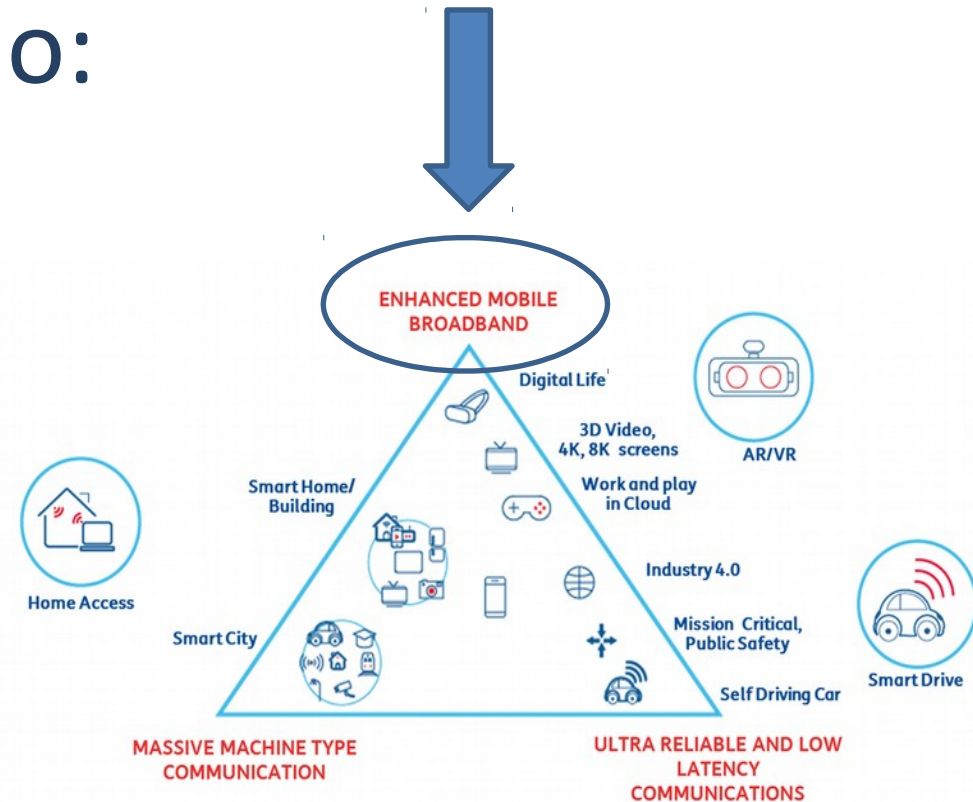 o:
ENHANCED MOBILE
BROADBAND
Digital Life
3D Video,
4K, 8K screens
AR/VR
Smart Home/
Building
Work and play
in Cloud
Home Access
Industry 4.0
Smart City
Mission Critical,
Public Safety
Smart Drive
Self Driving Car
MASSIVE MACHINE TYPE
COMMUNICATION
ULTRA RELIABLE AND LOW
LATENCY
COMMUNICATIONS